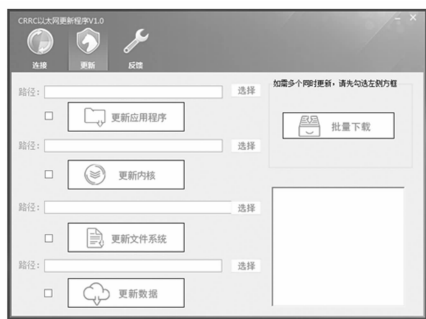 CRRC以太网更新程序V1.0
连接 更新 反馈
路径: 选择
更新应用程序
路径: 选择
更新内核
路径: 选择
更新文件系统
路径: 选择
更新数据
如需多个同时更新，请先勾选左侧方框
批量下载